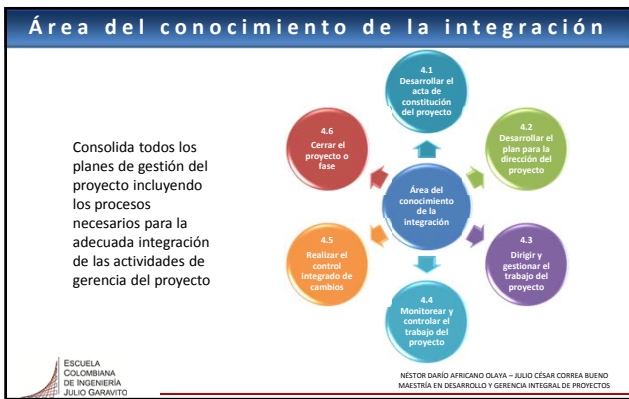 Área del conocimiento de la integración
Consolida todos los
planes de gestión del
proyecto incluyendo
los procesos
necesarios para la
adecuada integración
de las actividades de
gerencia del proyecto
4.1
Desarrollar el
acta de
constitución
del proyecto
4.2
Desarrollar el
plan para la
dirección del
proyecto
4.3
Dirigir y
gestionar el
trabajo del
proyecto
4.4
Monitorear y
controlar el
trabajo del
proyecto
4.5
Realizar el
control
integrado de
cambios
4.6
Cerrar el
proyecto o
fase
Área del
conocimiento
de la
integración
ESCUELA
COLOMBIANA
DE INGENIERÍA
JULIO GARAVITO
NÉSTOR DARÍO AFRICANO OLAYA – JULIO CÉSAR CORREA BUENO
MAESTRÍA EN DESARROLLO Y GERENCIA INTEGRAL DE PROYECTOS